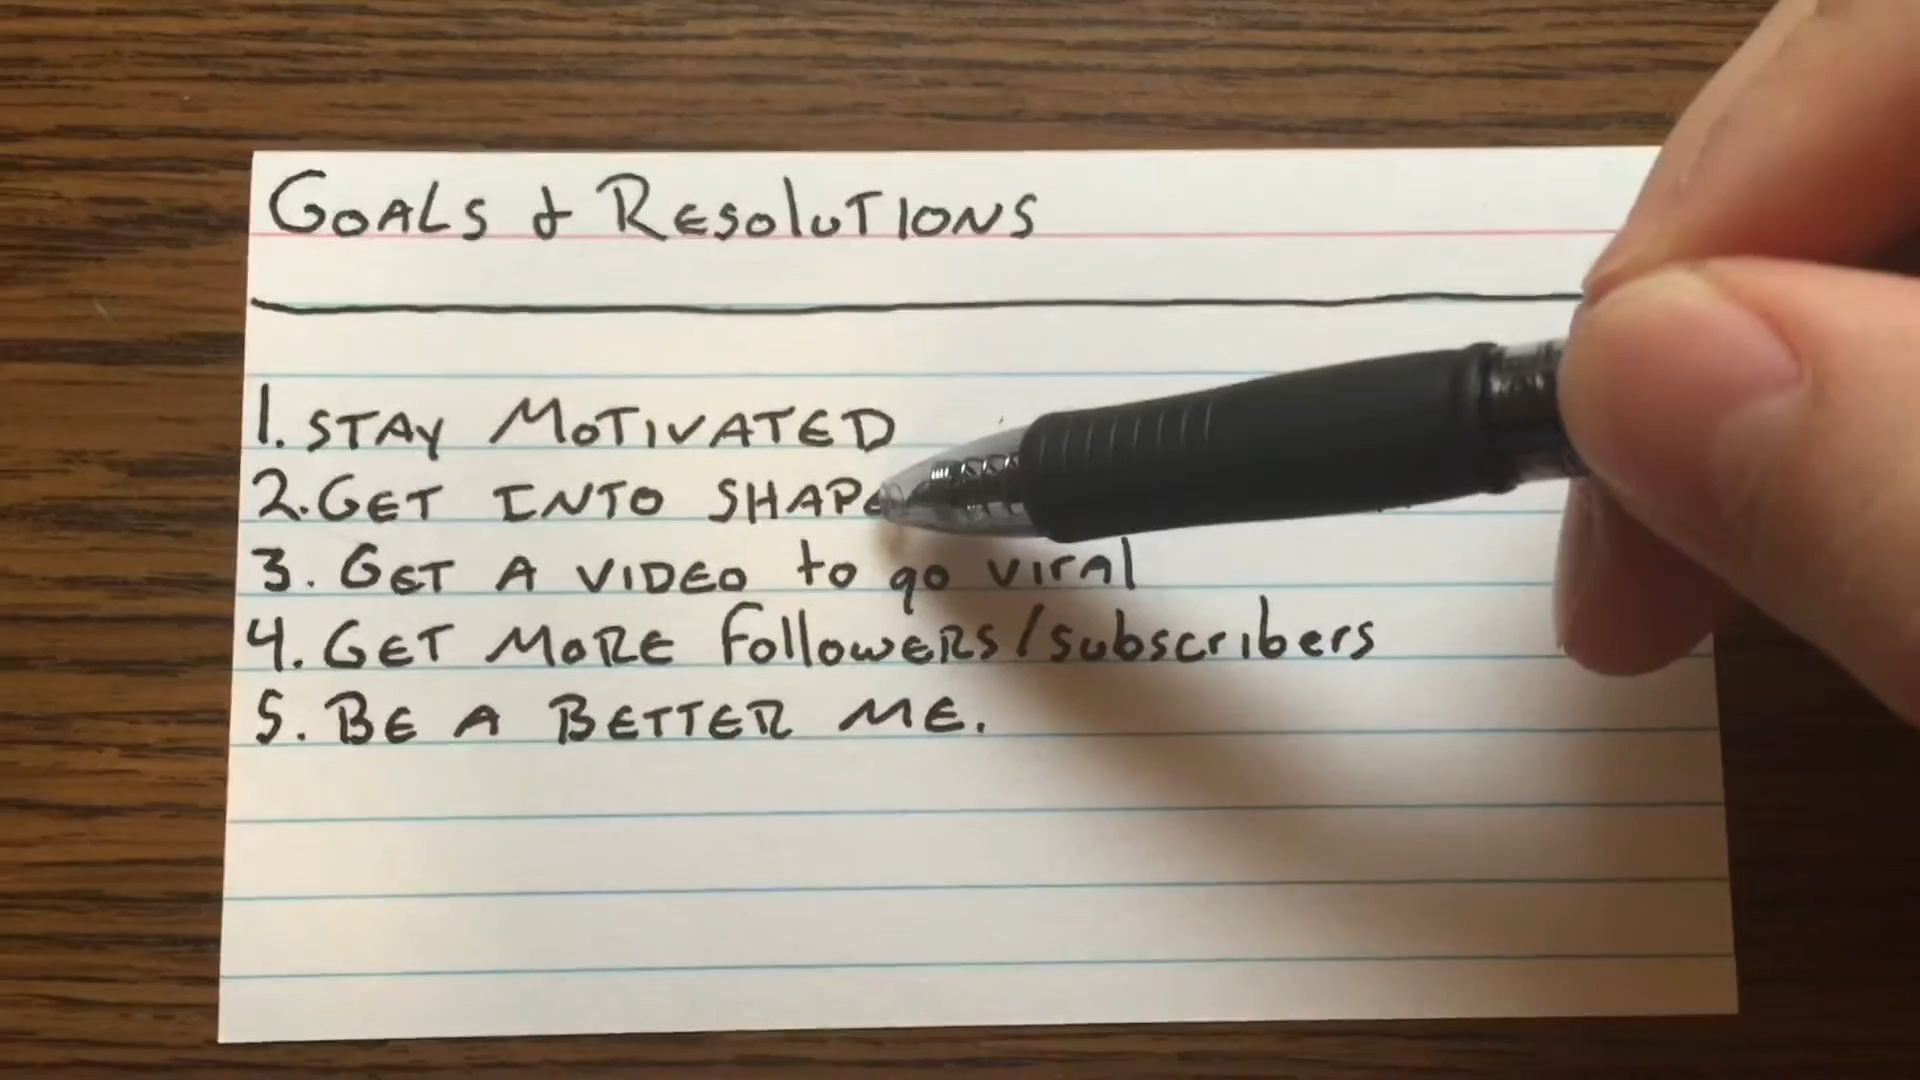 GOALS & RESOLUTIONS
1. STAY MOTIVATED
2. GET INTO SHAPE
3. GET A VIDEO to go viral
4. GET MORE FollowERS/subscribers
5. BE A BETTER ME.